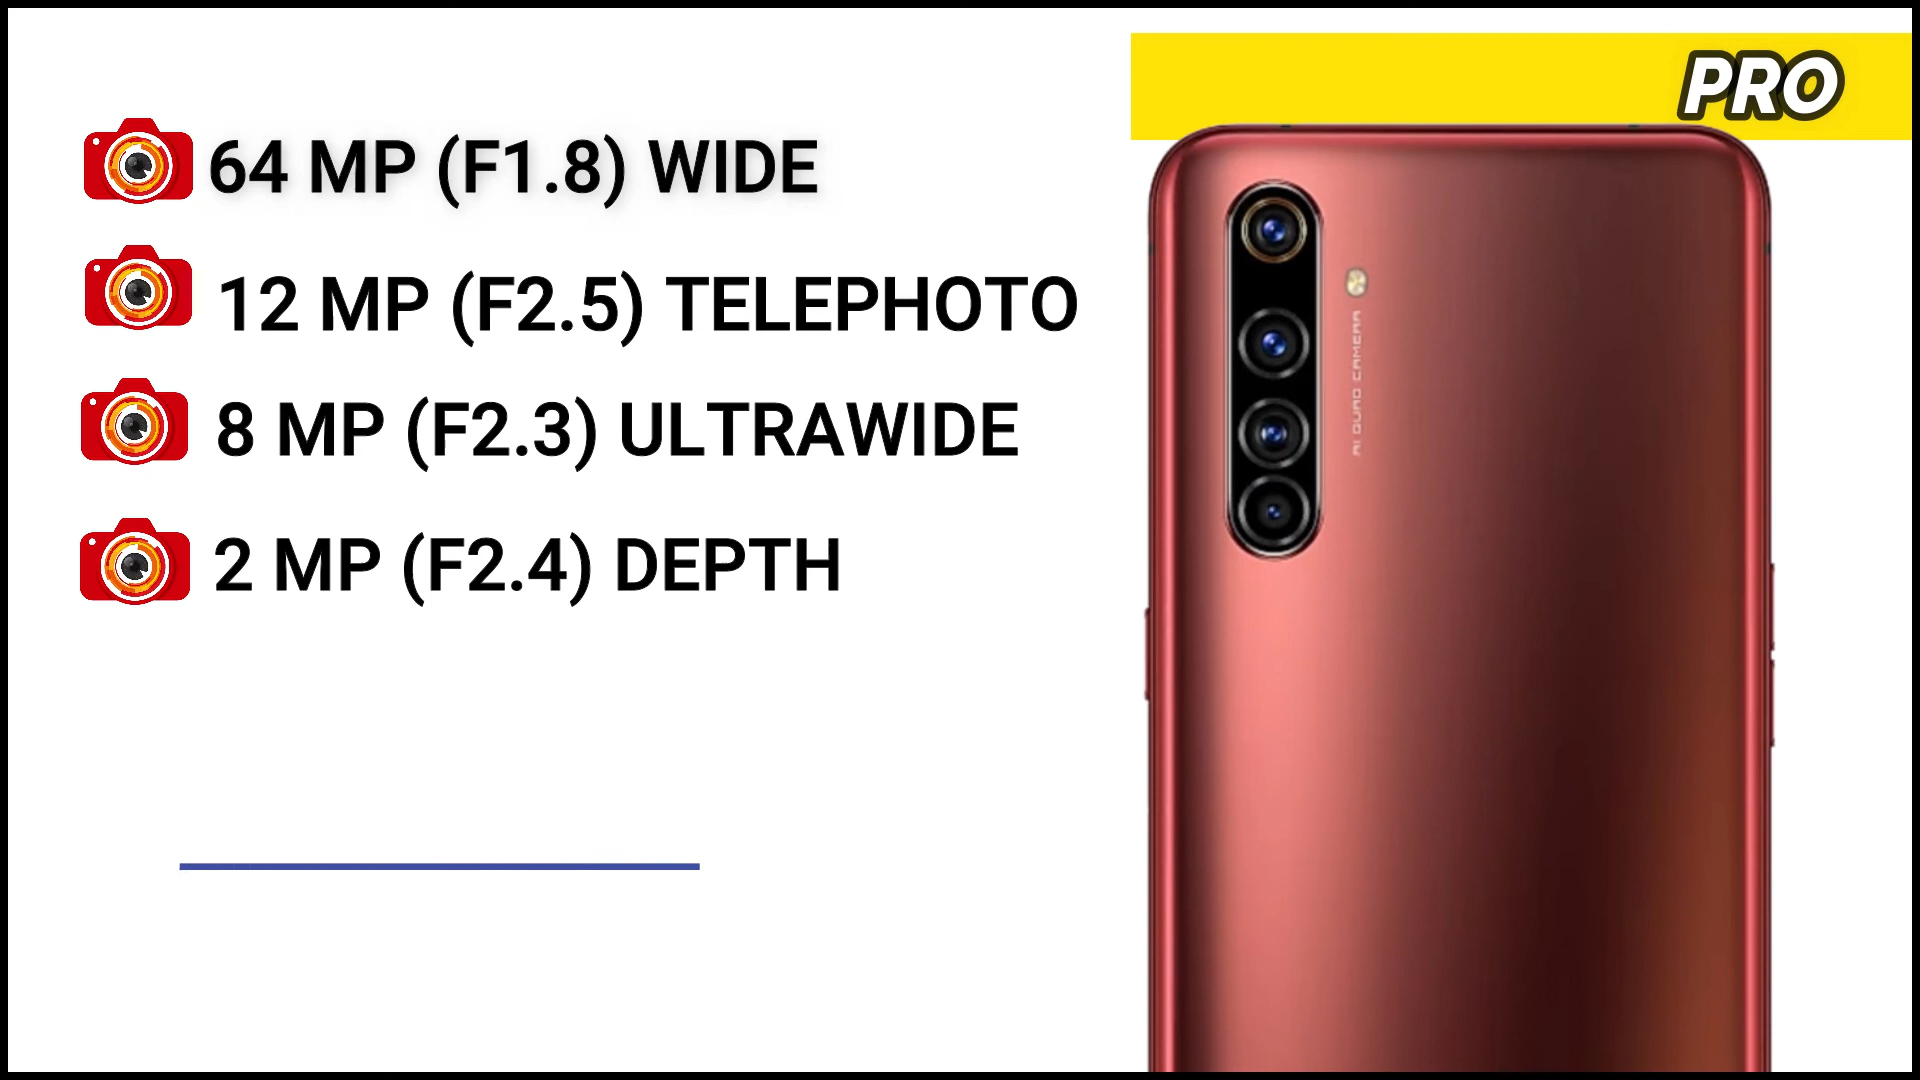 PRO
64 MP (F1.8) WIDE
12 MP (F2.5) TELEPHOTO
8 MP (F2.3) ULTRAWIDE
2 MP (F2.4) DEPTH
AI QUAD CAMERA